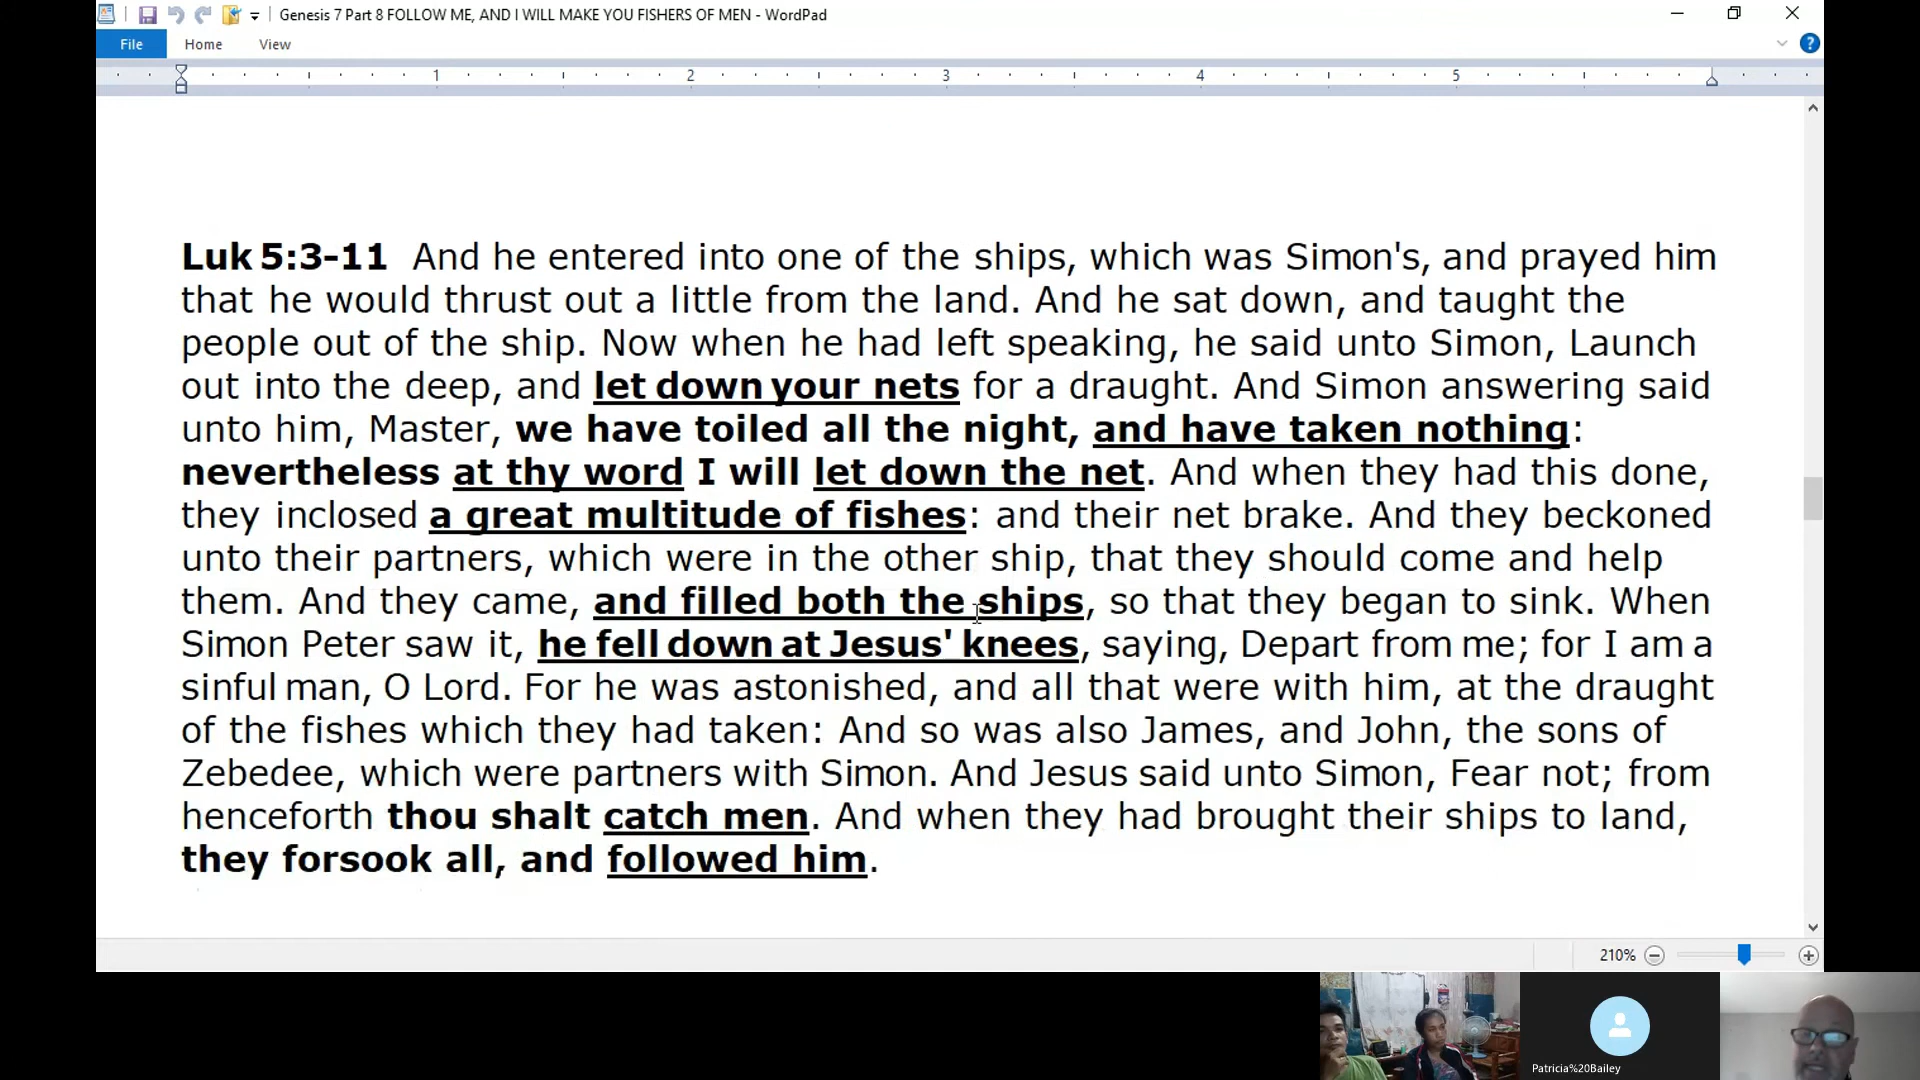 Genesis 7 Part 8 FOLLOW ME, AND I WILL MAKE YOU FISHERS OF MEN - WordPad
File Home View
1 2 3 4 5
Luk 5:3-11 And he entered into one of the ships, which was Simon's, and prayed him
that he would thrust out a little from the land. And he sat down, and taught the
people out of the ship. Now when he had left speaking, he said unto Simon, Launch
out into the deep, and let down your nets for a draught. And Simon answering said
unto him, Master, we have toiled all the night, and have taken nothing:
nevertheless at thy word I will let down the net. And when they had this done,
they inclosed a great multitude of fishes: and their net brake. And they beckoned
unto their partners, which were in the other ship, that they should come and help
them. And they came, and filled both the ships, so that they began to sink. When
Simon Peter saw it, he fell down at Jesus' knees, saying, Depart from me; for I am a
sinful man, O Lord. For he was astonished, and all that were with him, at the draught
of the fishes which they had taken: And so was also James, and John, the sons of
Zebedee, which were partners with Simon. And Jesus said unto Simon, Fear not; from
henceforth thou shalt catch men. And when they had brought their ships to land,
they forsook all, and followed him.
210%
Patricia%20Bailey